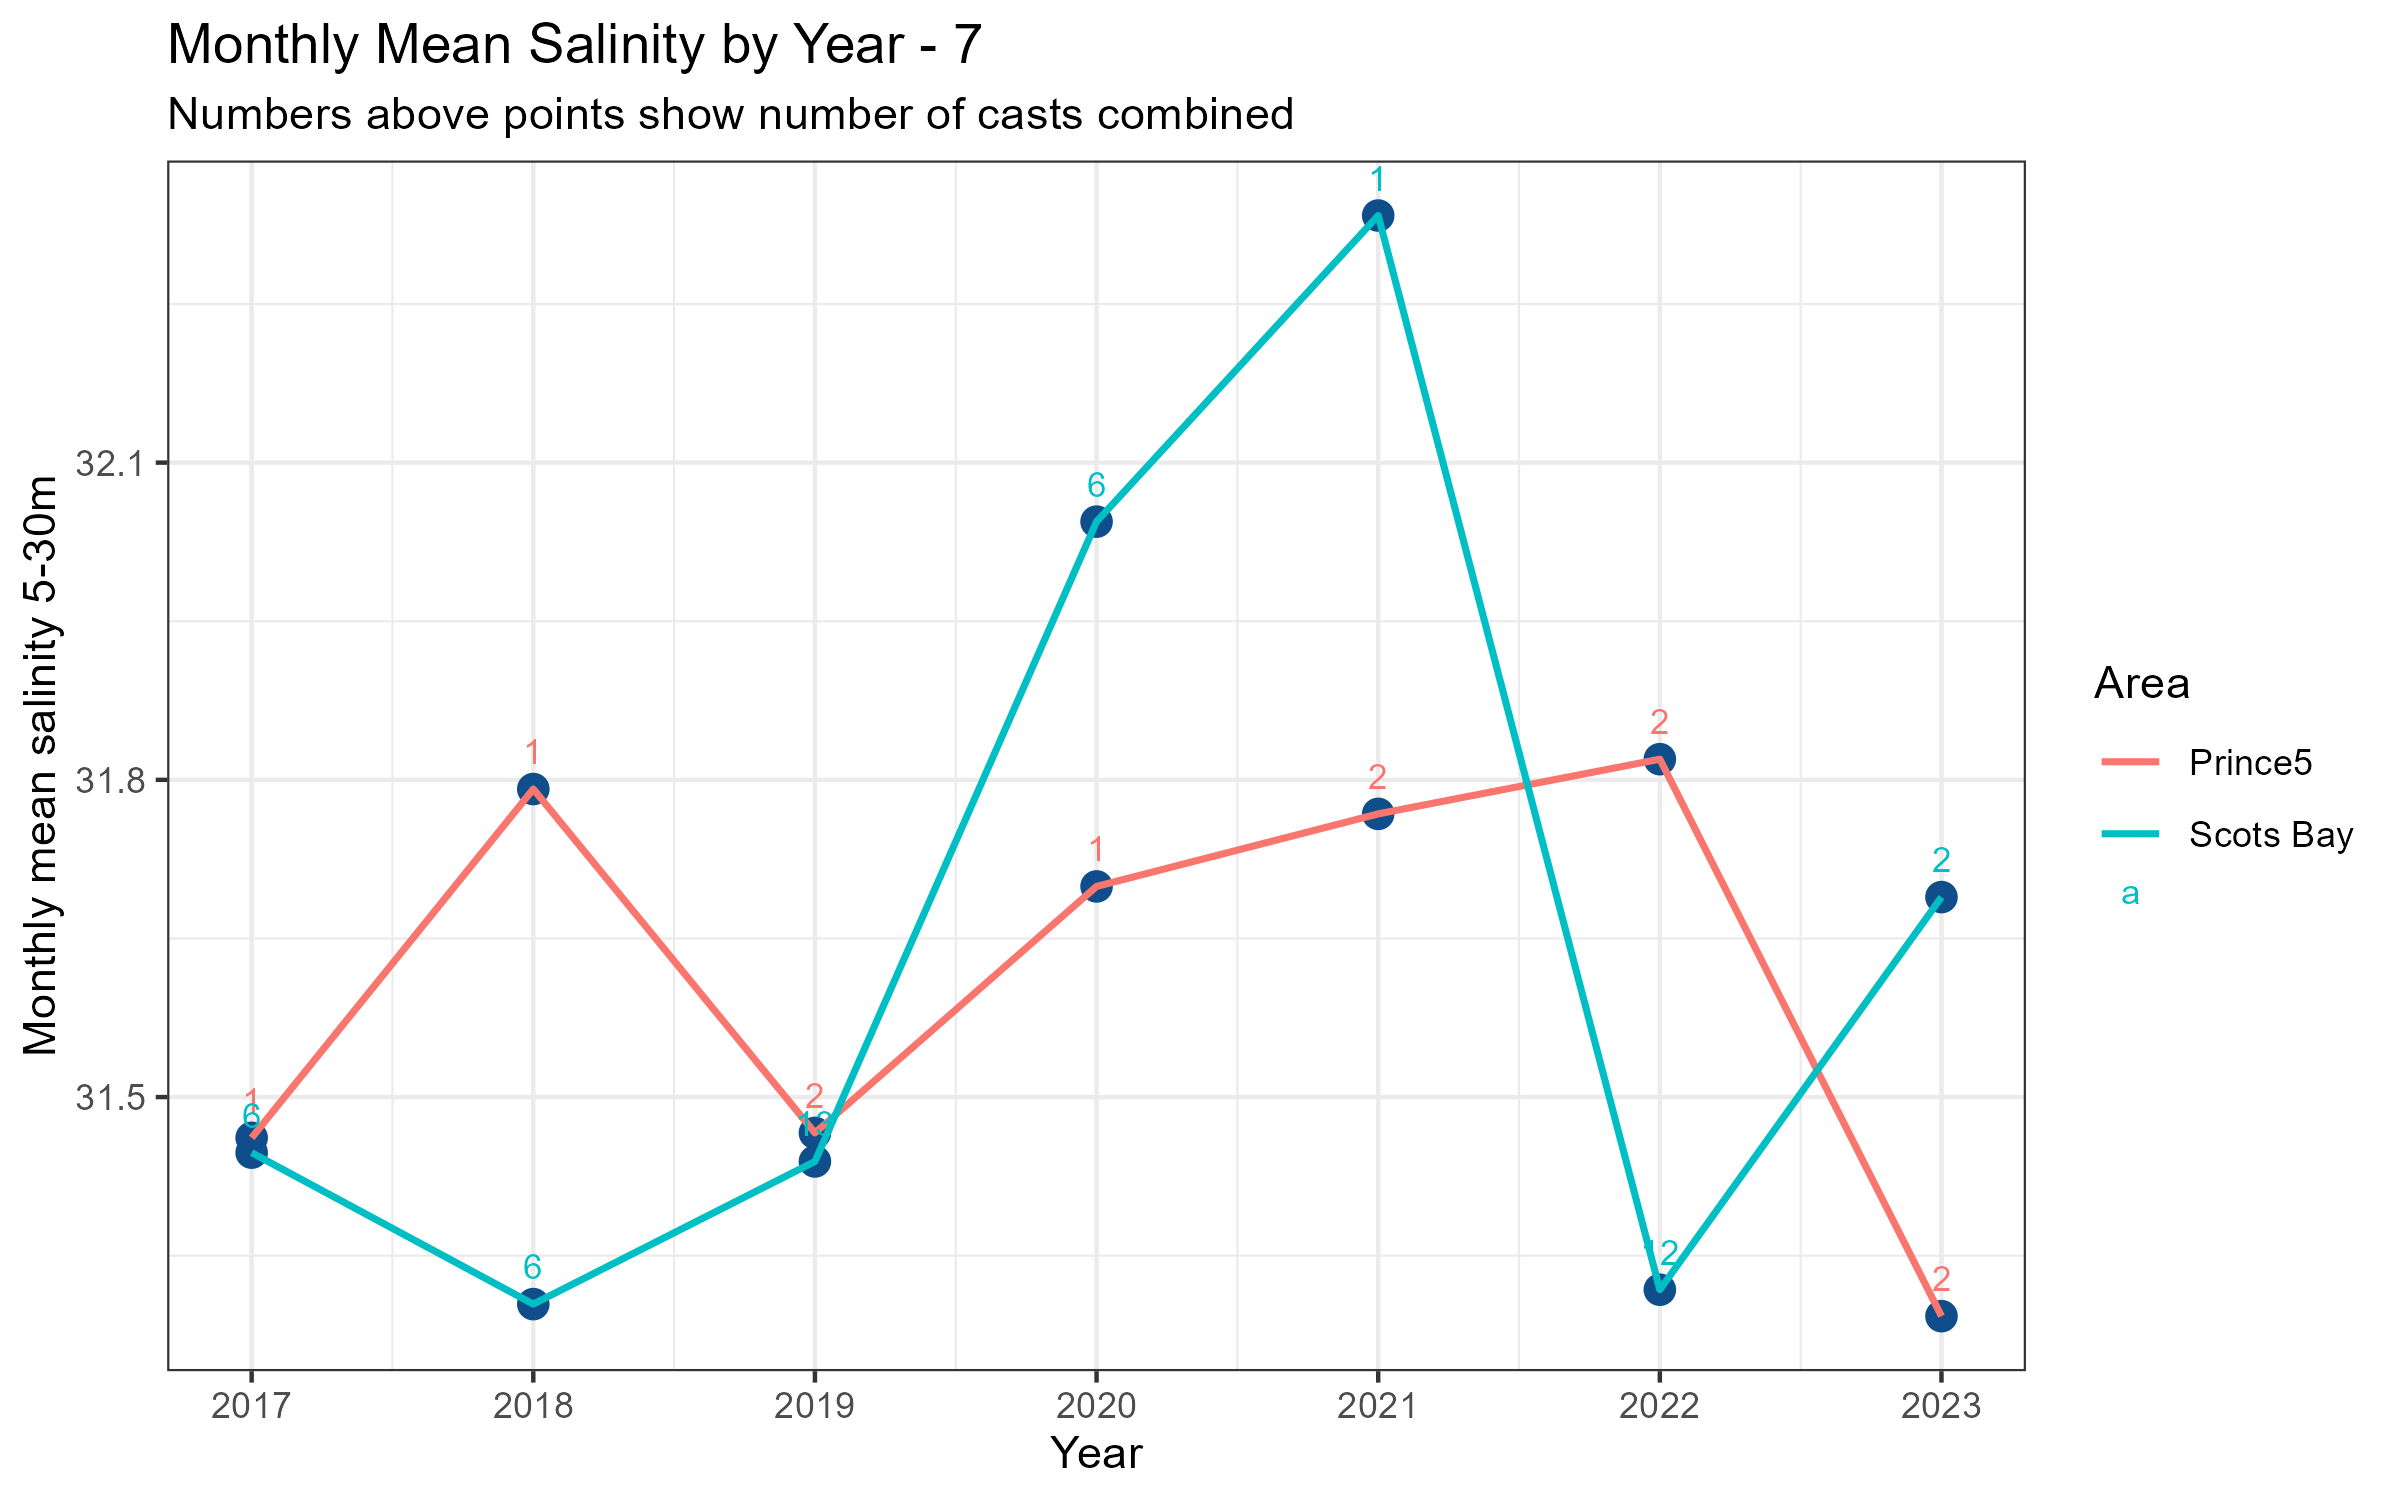 Monthly Mean Salinity by Year - 7
Numbers above points show number of casts combined
Monthly mean salinity 5-30m
32.1
31.8
31.5
1
6
1
6
2
6
1
1
2
2
12
2
2
2017
2018
2019
2020
2021
2022
2023
Year
Area
Prince5
Scots Bay
a